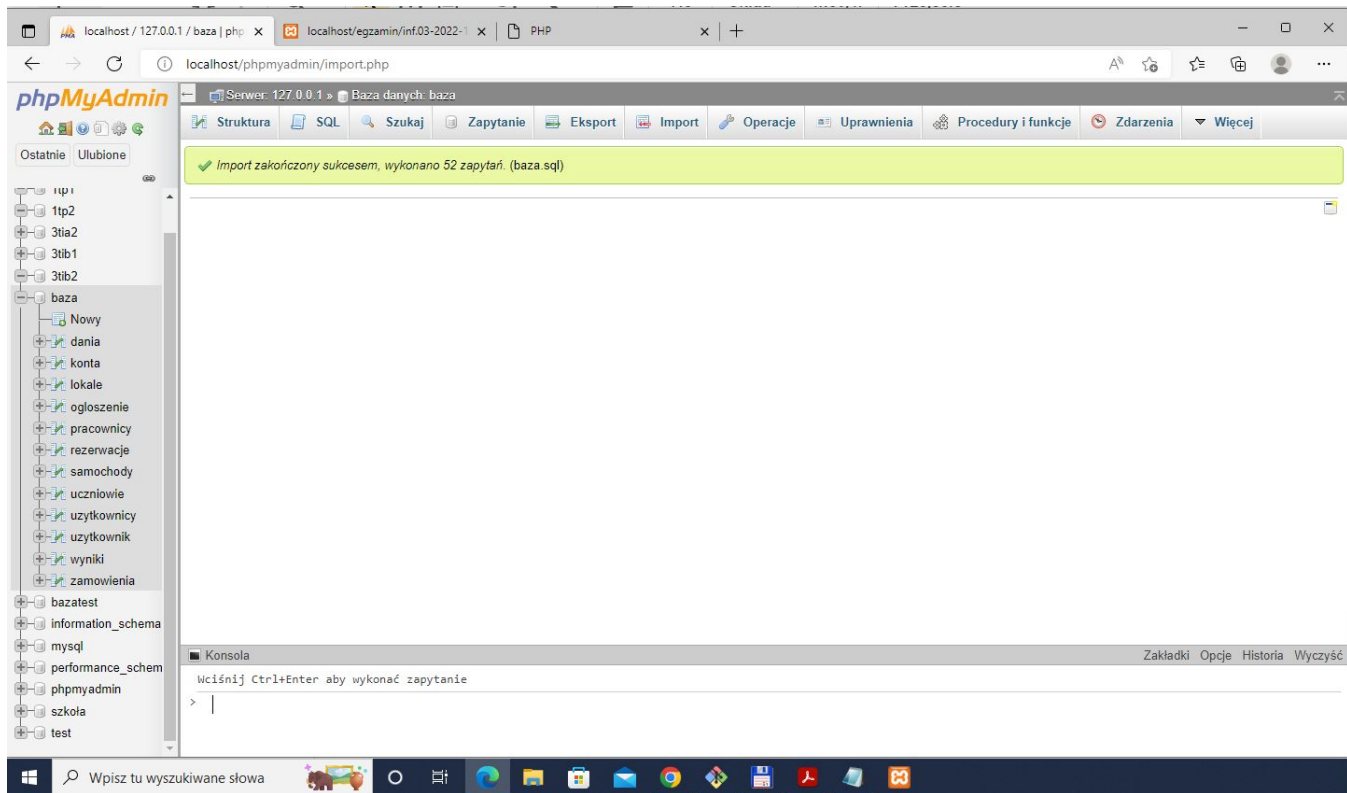 localhost / 127.0.0.1 / baza | php
localhost/egzamin/inf.03-2022-
PHP
localhost/phpmyadmin/import.php
phpMyAdmin
Ostatnie Ulubione
1tp1
1tp2
3tia2
3tib1
3tib2
baza
Nowy
dania
konta
lokale
ogloszenie
pracownicy
rezerwacje
samochody
uczniowie
uzytkownicy
uzytkownik
wyniki
zamowienia
bazatest
information_schema
mysql
performance_schem
phpmyadmin
szkoła
test
Serwer: 127.0.0.1 » Baza danych: baza
Struktura SQL Szukaj Zapytanie Eksport Import Operacje Uprawnienia Procedury i funkcje Zdarzenia Więcej
Import zakończony sukcesem, wykonano 52 zapytań. (baza.sql)
Konsola Zakładki Opcje Historia Wyczyść
Wciśnij Ctrl+Enter aby wykonać zapytanie
>
Wpisz tu wyszukiwane słowa